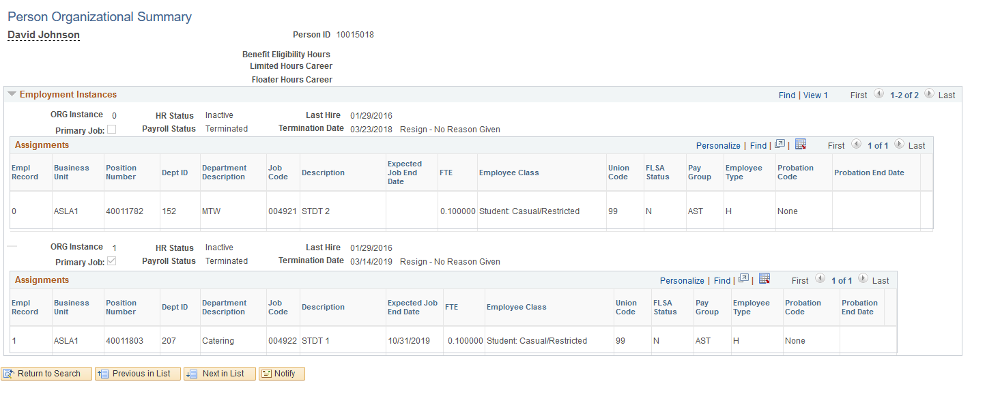 Person Organizational Summary
David Johnson Person ID 10015018
Benefit Eligibility Hours
Limited Hours Career
Floater Hours Career
Employment Instances Find | View 1 First 1-2 of 2 Last
ORG Instance 0 HR Status Inactive Last Hire 01/29/2016
Primary Job: Payroll Status Terminated Termination Date 03/23/2018 Resign - No Reason Given
Assignments Personalize | Find | | First 1 of 1 Last
Empl Record Business Unit Position Number Dept ID Department Description Job Code Description Expected Job End Date FTE Employee Class Union Code FLSA Status Pay Group Employee Type Probation Code Probation End Date
0 ASLA1 40011782 152 MTW 004921 STDT 2 0.100000 Student: Casual/Restricted 99 N AST H None
ORG Instance 1 HR Status Inactive Last Hire 01/29/2016
Primary Job: Payroll Status Terminated Termination Date 03/14/2019 Resign - No Reason Given
Assignments Personalize | Find | | First 1 of 1 Last
Empl Record Business Unit Position Number Dept ID Department Description Job Code Description Expected Job End Date FTE Employee Class Union Code FLSA Status Pay Group Employee Type Probation Code Probation End Date
1 ASLA1 40011803 207 Catering 004922 STDT 1 10/31/2019 0.100000 Student: Casual/Restricted 99 N AST H None
Return to Search Previous in List Next in List Notify